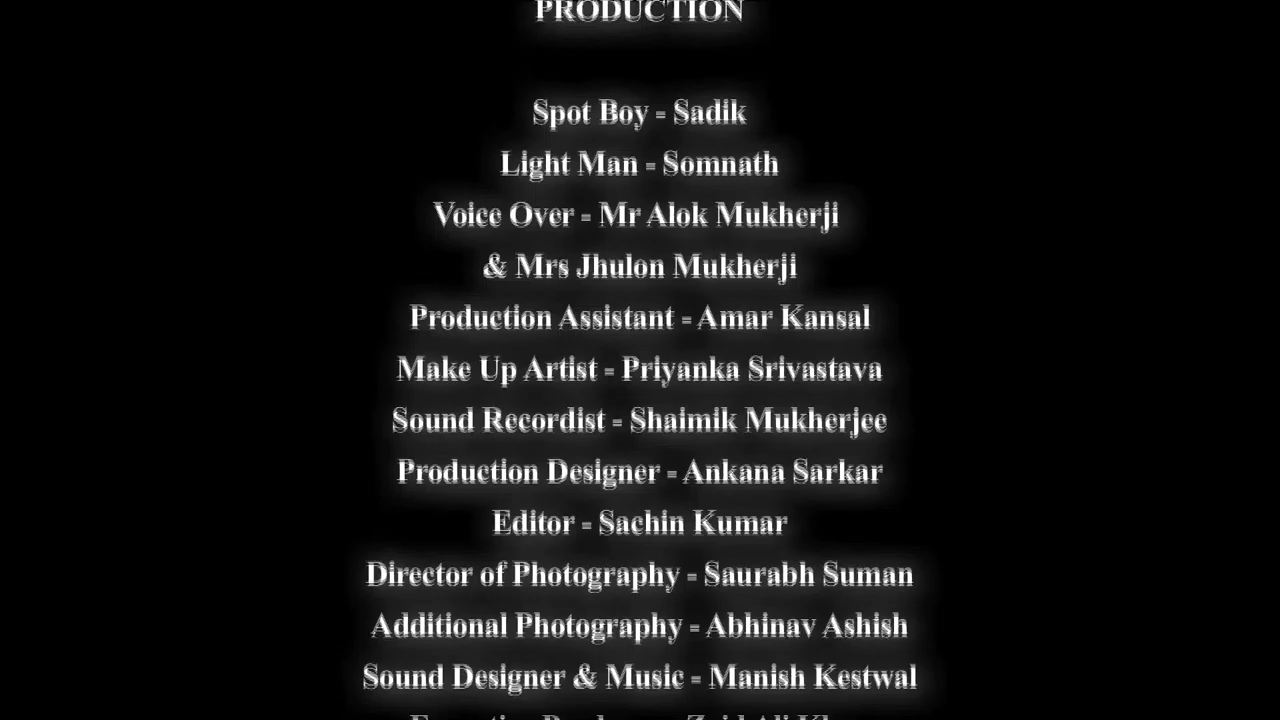 PRODUCTION
Spot Boy - Sadik
Light Man - Somnath
Voice Over - Mr Alok Mukherji
& Mrs Jhulon Mukherji
Production Assistant - Amar Kansal
Make Up Artist - Priyanka Srivastava
Sound Recordist - Shaimik Mukherjee
Production Designer - Ankana Sarkar
Editor - Sachin Kumar
Director of Photography - Saurabh Suman
Additional Photography - Abhinav Ashish
Sound Designer & Music - Manish Kestwal